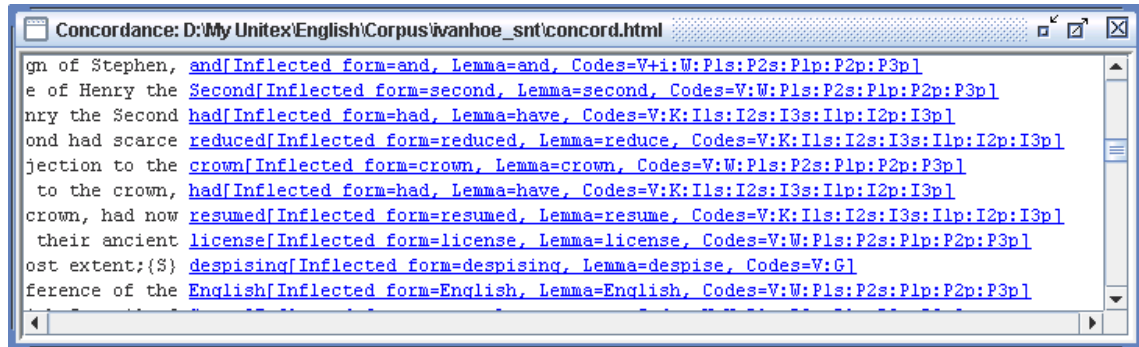 Concordance: D:\My Unitex\English\Corpus\ivanhoe_snt\concord.html
gn of Stephen, and[Inflected form=and, Lemma=and, Codes=V+i:W:P1s:P2s:P1p:P2p:P3p]
e of Henry the Second[Inflected form=second, Lemma=second, Codes=V:W:P1s:P2s:P1p:P2p:P3p]
nry the Second had[Inflected form=had, Lemma=have, Codes=V:K:I1s:I2s:I3s:I1p:I2p:I3p]
ond had scarce reduced[Inflected form=reduced, Lemma=reduce, Codes=V:K:I1s:I2s:I3s:I1p:I2p:I3p]
jection to the crown[Inflected form=crown, Lemma=crown, Codes=V:W:P1s:P2s:P1p:P2p:P3p]
to the crown, had[Inflected form=had, Lemma=have, Codes=V:K:I1s:I2s:I3s:I1p:I2p:I3p]
crown, had now resumed[Inflected form=resumed, Lemma=resume, Codes=V:K:I1s:I2s:I3s:I1p:I2p:I3p]
their ancient license[Inflected form=license, Lemma=license, Codes=V:W:P1s:P2s:P1p:P2p:P3p]
ost extent;{S} despising[Inflected form=despising, Lemma=despise, Codes=V:G]
ference of the English[Inflected form=English, Lemma=English, Codes=V:W:P1s:P2s:P1p:P2p:P3p]